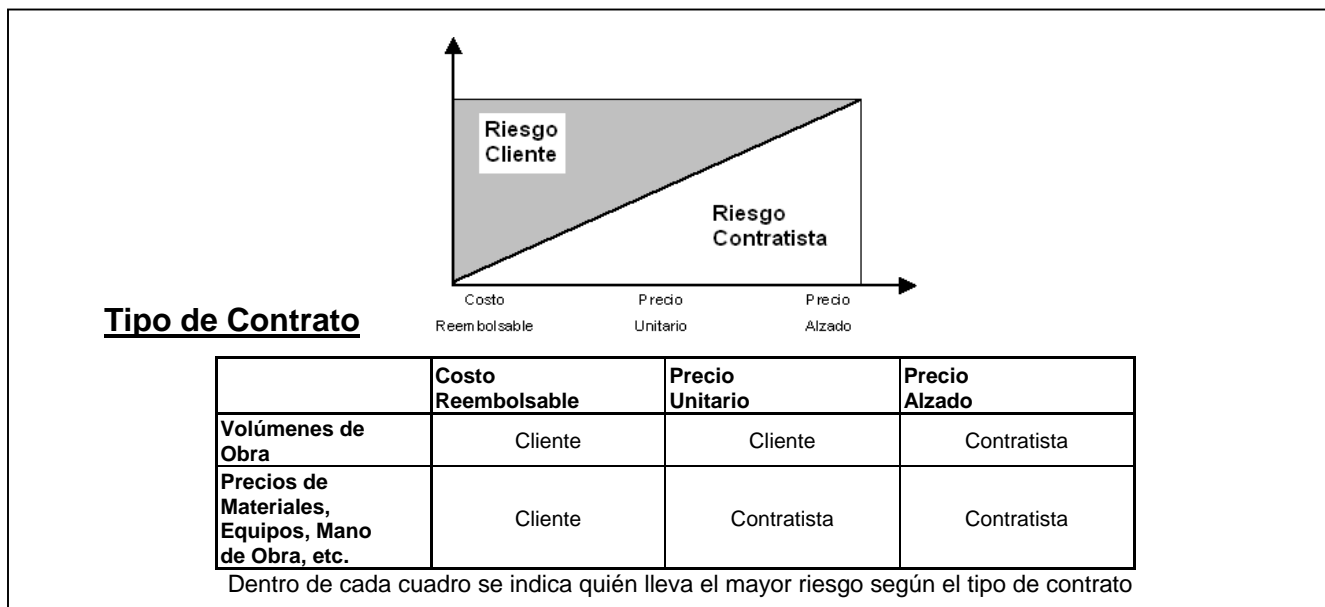 Riesgo
Cliente
Riesgo
Contratista
Costo
Reembolsable
Precio
Unitario
Precio
Alzado
Tipo de Contrato
Costo
Reembolsable
Precio
Unitario
Precio
Alzado
Volúmenes de
Obra
Cliente
Cliente
Contratista
Precios de
Materiales,
Equipos, Mano
de Obra, etc.
Cliente
Contratista
Contratista
Dentro de cada cuadro se indica quién lleva el mayor riesgo según el tipo de contrato